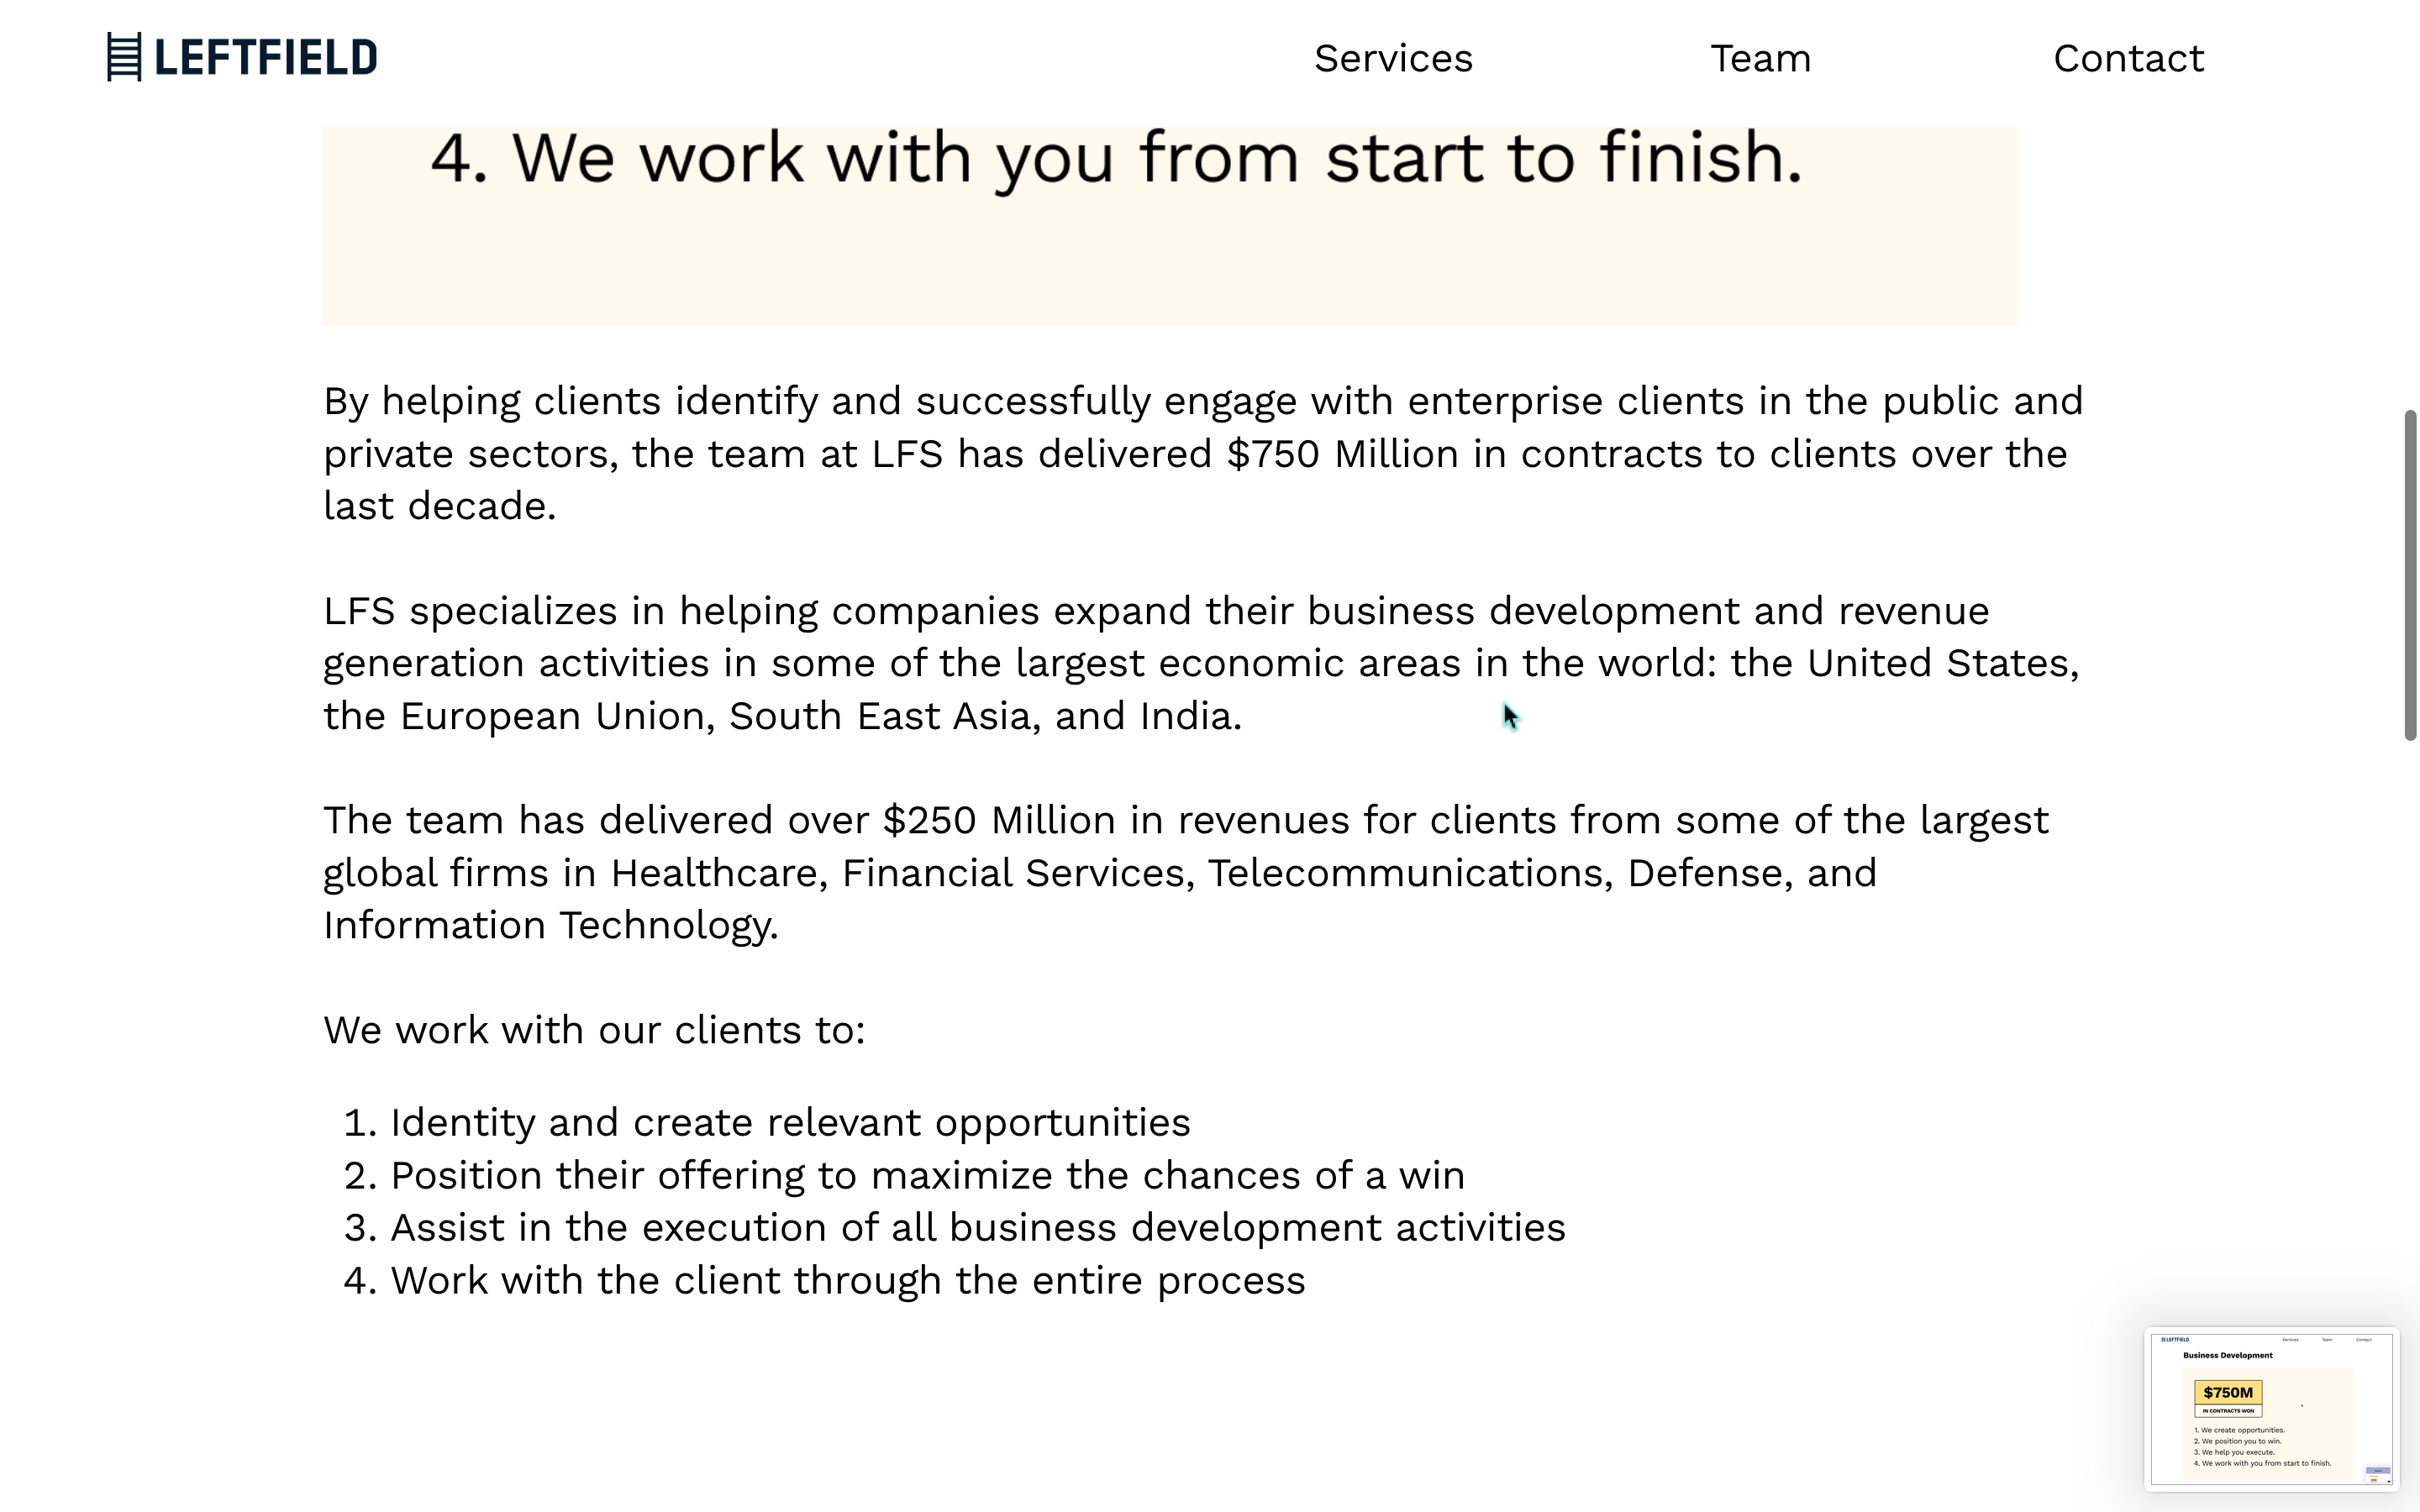 LEFTFIELD
Services
Team
Contact
4. We work with you from start to finish.
By helping clients identify and successfully engage with enterprise clients in the public and
private sectors, the team at LFS has delivered $750 Million in contracts to clients over the
last decade.
LFS specializes in helping companies expand their business development and revenue
generation activities in some of the largest economic areas in the world: the United States,
the European Union, South East Asia, and India.
The team has delivered over $250 Million in revenues for clients from some of the largest
global firms in Healthcare, Financial Services, Telecommunications, Defense, and
Information Technology.
We work with our clients to:
1. Identity and create relevant opportunities
2. Position their offering to maximize the chances of a win
3. Assist in the execution of all business development activities
4. Work with the client through the entire process
LEFTFIELD
Services
Team
Contact
Business Development
$750M
IN CONTRACTS WON
1. We create opportunities.
2. We position you to win.
3. We help you execute.
4. We work with you from start to finish.